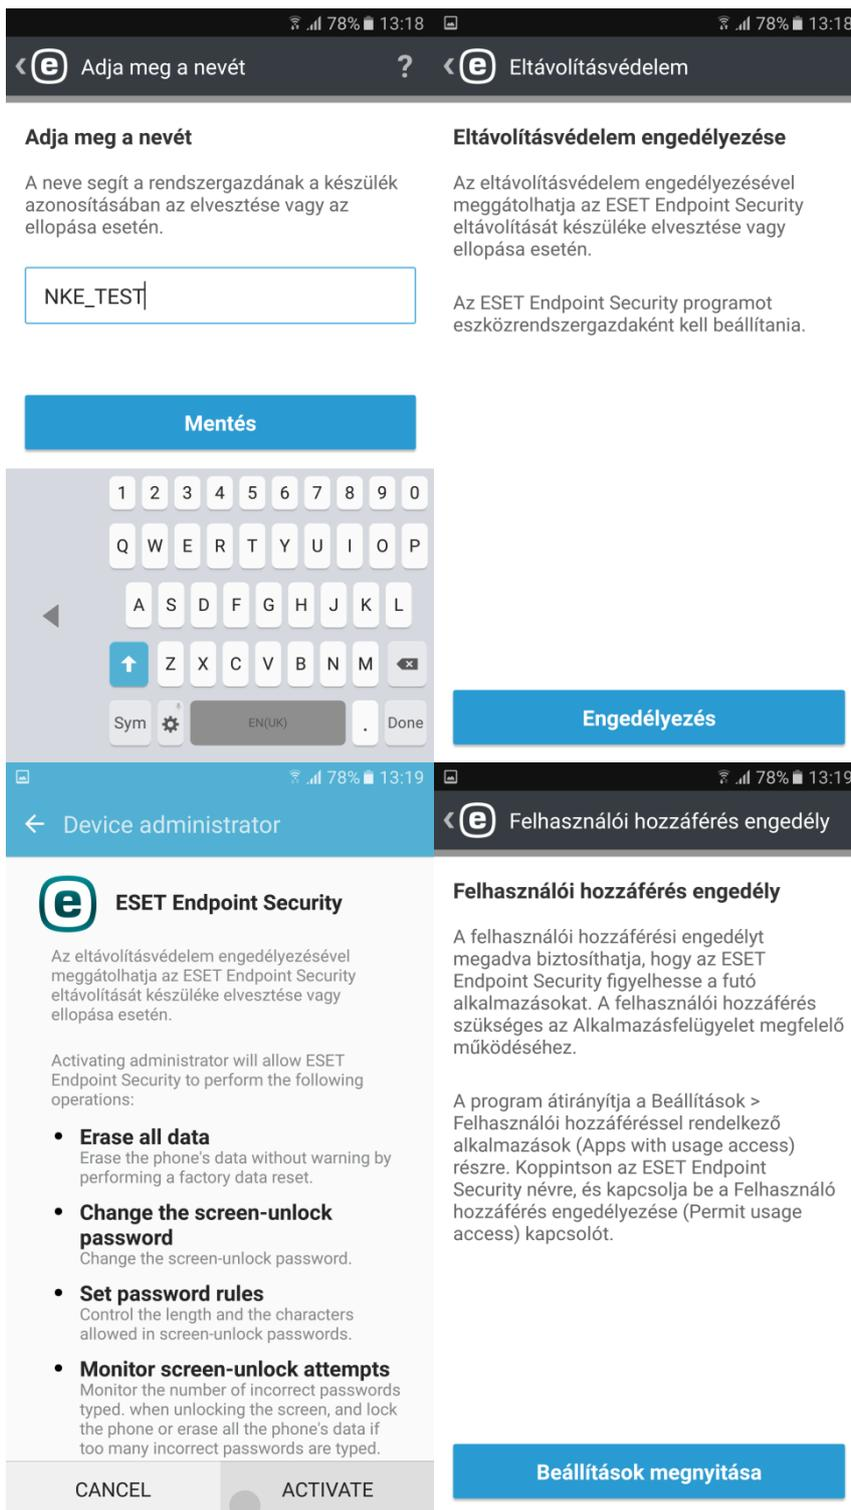 78% 13:18
Adja meg a nevét ?
Adja meg a nevét
A neve segít a rendszergazdának a készülék
azonosításában az elvesztése vagy az
ellopása esetén.
NKE_TEST
Mentés
1 2 3 4 5 6 7 8 9 0
Q W E R T Y U I O P
A S D F G H J K L
Z X C V B N M
Sym EN(UK) . Done
78% 13:18
Eltávolításvédelem
Eltávolításvédelem engedélyezése
Az eltávolításvédelem engedélyezésével
meggátolhatja az ESET Endpoint Security
eltávolítását készüléke elvesztése vagy
ellopása esetén.
Az ESET Endpoint Security programot
eszközrendszergazdaként kell beállítania.
Engedélyezés
78% 13:19
Device administrator
ESET Endpoint Security
Az eltávolításvédelem engedélyezésével
meggátolhatja az ESET Endpoint Security
eltávolítását készüléke elvesztése vagy
ellopása esetén.
Activating administrator will allow ESET
Endpoint Security to perform the following
operations:
• Erase all data
Erase the phone's data without warning by
performing a factory data reset.
• Change the screen-unlock
password
Change the screen-unlock password.
• Set password rules
Control the length and the characters
allowed in screen-unlock passwords.
• Monitor screen-unlock attempts
Monitor the number of incorrect passwords
typed. when unlocking the screen, and lock
the phone or erase all the phone's data if
too many incorrect passwords are typed.
CANCEL ACTIVATE
78% 13:19
Felhasználói hozzáférés engedély
Felhasználói hozzáférés engedély
A felhasználói hozzáférési engedélyt
megadva biztosíthatja, hogy az ESET
Endpoint Security figyelhesse a futó
alkalmazásokat. A felhasználói hozzáférés
szükséges az Alkalmazásfelügyelet megfelelő
működéséhez.
A program átirányítja a Beállítások >
Felhasználói hozzáféréssel rendelkező
alkalmazások (Apps with usage access)
részre. Koppintson az ESET Endpoint
Security névre, és kapcsolja be a Felhasználó
hozzáférés engedélyezése (Permit usage
access) kapcsolót.
Beállítások megnyitása